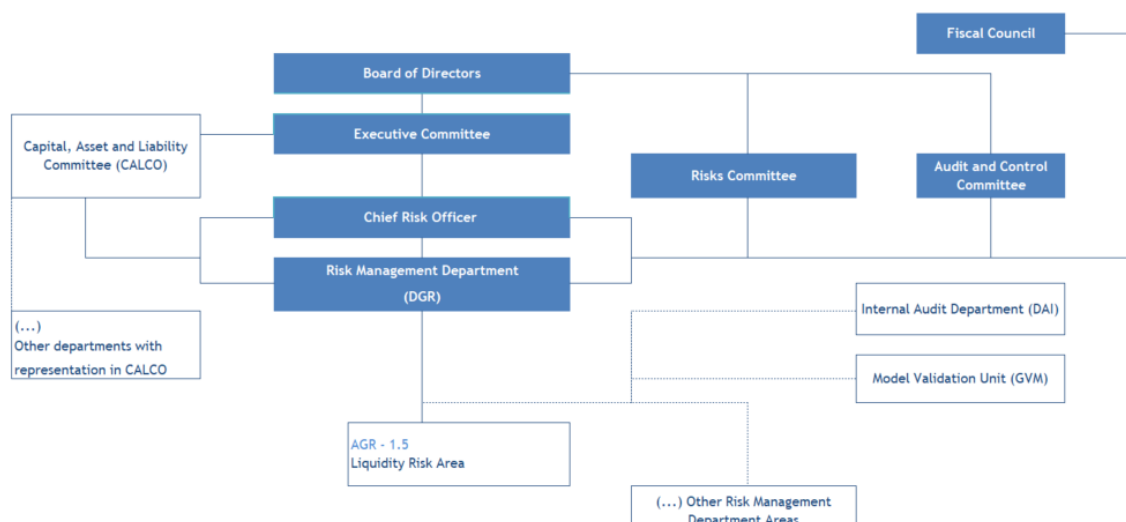 Fiscal Council
Board of Directors
Capital, Asset and Liability
Committee (CALCO)
Executive Committee
Risks Committee
Audit and Control
Committee
Chief Risk Officer
Risk Management Department
(DGR)
(...)
Other departments with
representation in CALCO
Internal Audit Department (DAI)
Model Validation Unit (GVM)
AGR - 1.5
Liquidity Risk Area
(...) Other Risk Management
Department Areas